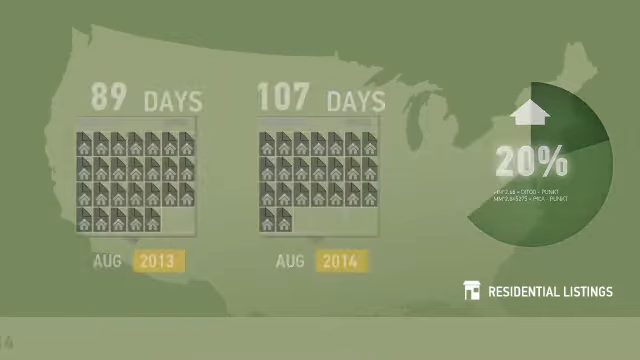 89 DAYS
107 DAYS
20%
AUG 2013
AUG 2014
RESIDENTIAL LISTINGS